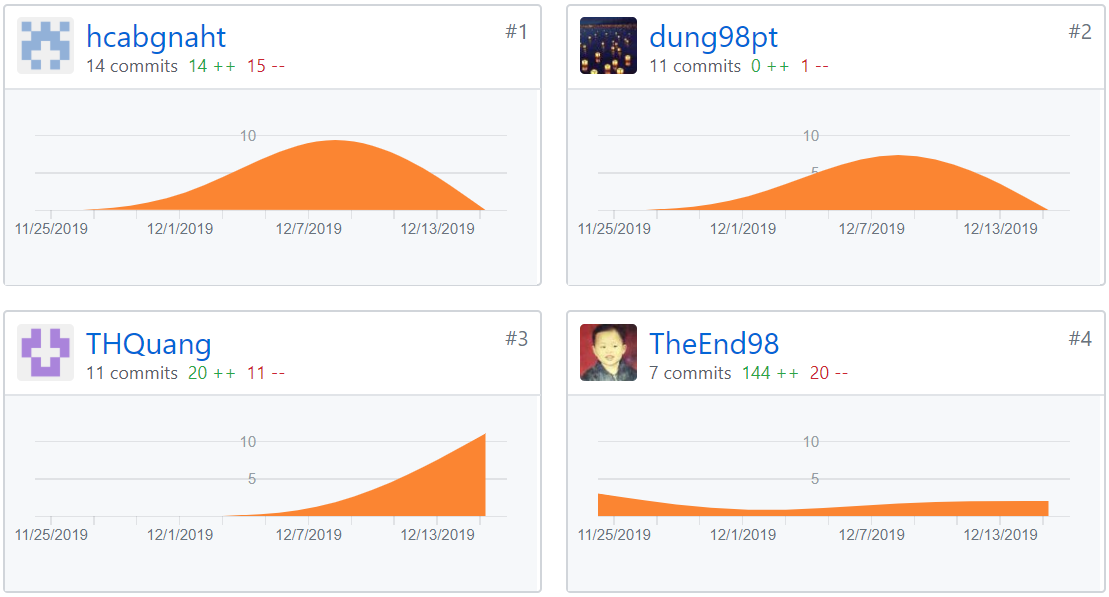 hcabgnaht #1
14 commits 14 ++ 15 --
10
11/25/2019 12/1/2019 12/7/2019 12/13/2019
dung98pt #2
11 commits 0 ++ 1 --
10
5
11/25/2019 12/1/2019 12/7/2019 12/13/2019
THQuang #3
11 commits 20 ++ 11 --
10
5
11/25/2019 12/1/2019 12/7/2019 12/13/2019
TheEnd98 #4
7 commits 144 ++ 20 --
10
5
11/25/2019 12/1/2019 12/7/2019 12/13/2019